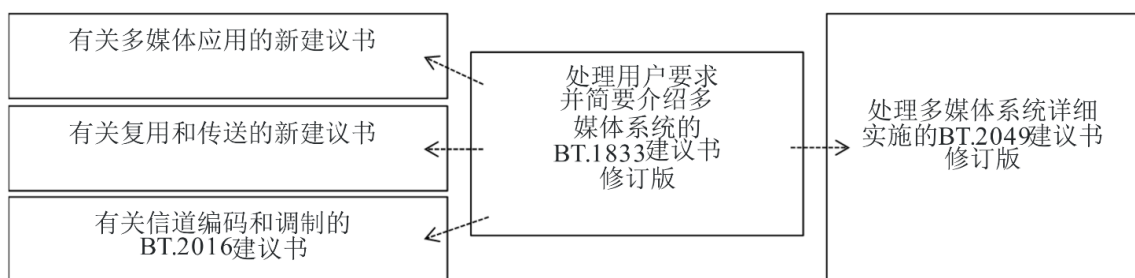 有关多媒体应用的新建议书
有关复用和传送的新建议书
有关信道编码和调制的
BT.2016建议书
处理用户要求
并简要介绍多
媒体系统的
BT.1833建议书
修订版
处理多媒体系统详细
实施的BT.2049建议书
修订版